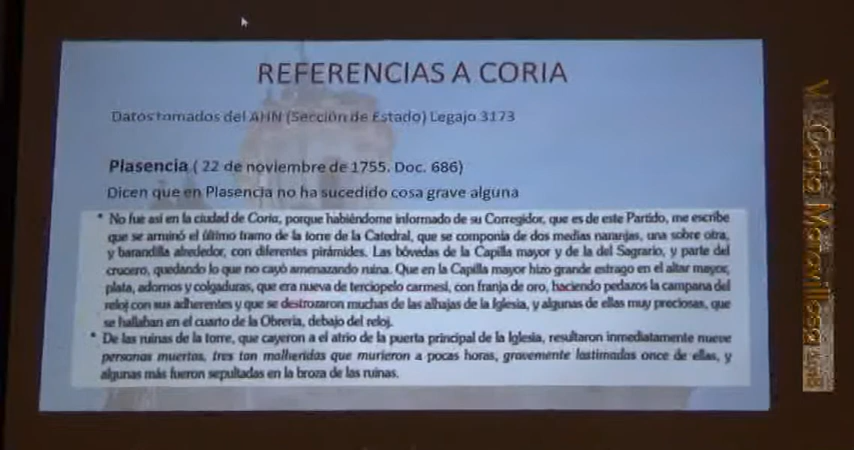 REFERENCIAS A CORIA
Datos tomados del AHN (Sección de Estado) Legajo 3173
Plasencia ( 22 de noviembre de 1755. Doc. 686)
Dicen que en Plasencia no ha sucedido cosa grave alguna
* No fue así en la ciudad de Coria, porque habiéndome informado de su Corregidor, que es de este Partido, me escribe
que se arminó el último tramo de la torre de la Catedral, que se componía de dos medias naranjas, una sobre otra,
y barandilla alrededor, con diferentes pirámides. Las bóvedas de la Capilla mayor y de la del Sagrario, y parte del
crucero, quedando lo que no cayó amenazando ruina. Que en la Capilla mayor hizo grande estrago en el altar mayor,
plata, adornos y colgaduras, que era nueva de terciopelo carmesí, con franja de oro, haciendo pedazos la campana del
reloj con sus adherentes y que se destrozaron muchas de las alhajas de la Iglesia, y algunas de ellas muy preciosas, que
se hallaban en el cuarto de la Obrería, debajo del reloj.
* De las ruinas de la torre, que cayeron a el atrio de la puerta principal de la Iglesia, resultaron inmediatamente nueve
personas muertas, tres tan malheridas que murieron a pocas horas, gravemente lastimadas once de ellas, y
algunas más fueron sepultadas en la broza de las ruinas.
Coria Maravillosa